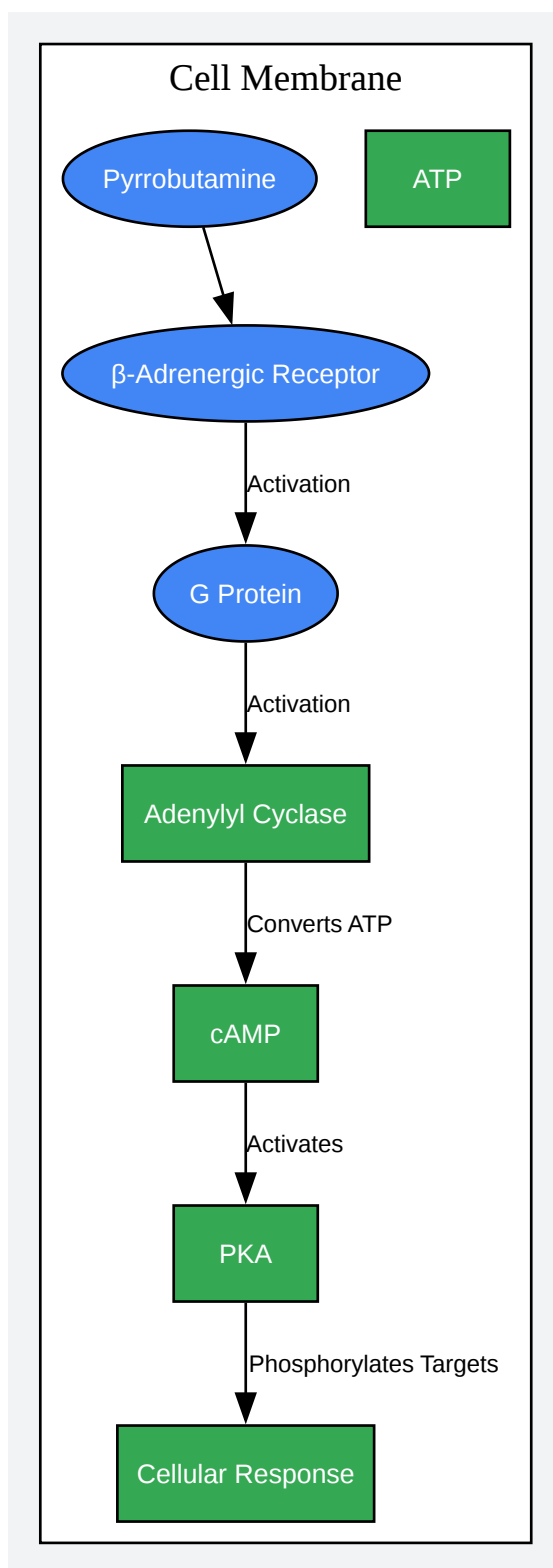 Cell Membrane
Pyrrobutamine
ATP
β-Adrenergic Receptor
Activation
G Protein
Activation
Adenylyl Cyclase
Converts ATP
cAMP
Activates
PKA
Phosphorylates Targets
Cellular Response